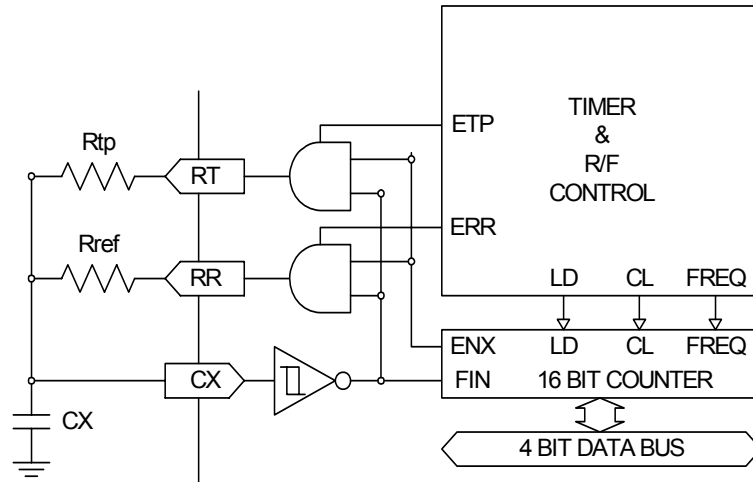 ETP
TIMER
&
R/F
CONTROL
Rtp
RT
ERR
Rref
RR
LD CL FREQ
ENX LD CL FREQ
CX FIN 16 BIT COUNTER
CX
4 BIT DATA BUS